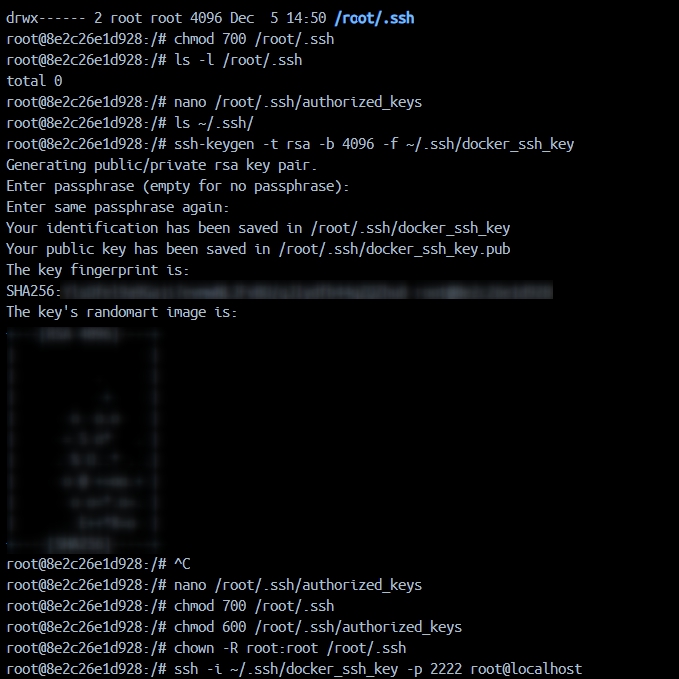 drwx------ 2 root root 4096 Dec  5 14:50 /root/.ssh
root@8e2c26e1d928:/# chmod 700 /root/.ssh
root@8e2c26e1d928:/# ls -l /root/.ssh
total 0
root@8e2c26e1d928:/# nano /root/.ssh/authorized_keys
root@8e2c26e1d928:/# ls ~/.ssh/
root@8e2c26e1d928:/# ssh-keygen -t rsa -b 4096 -f ~/.ssh/docker_ssh_key
Generating public/private rsa key pair.
Enter passphrase (empty for no passphrase):
Enter same passphrase again:
Your identification has been saved in /root/.ssh/docker_ssh_key
Your public key has been saved in /root/.ssh/docker_ssh_key.pub
The key fingerprint is:
SHA256:
The key's randomart image is:
root@8e2c26e1d928:/# ^C
root@8e2c26e1d928:/# nano /root/.ssh/authorized_keys
root@8e2c26e1d928:/# chmod 700 /root/.ssh
root@8e2c26e1d928:/# chmod 600 /root/.ssh/authorized_keys
root@8e2c26e1d928:/# chown -R root:root /root/.ssh
root@8e2c26e1d928:/# ssh -i ~/.ssh/docker_ssh_key -p 2222 root@localhost